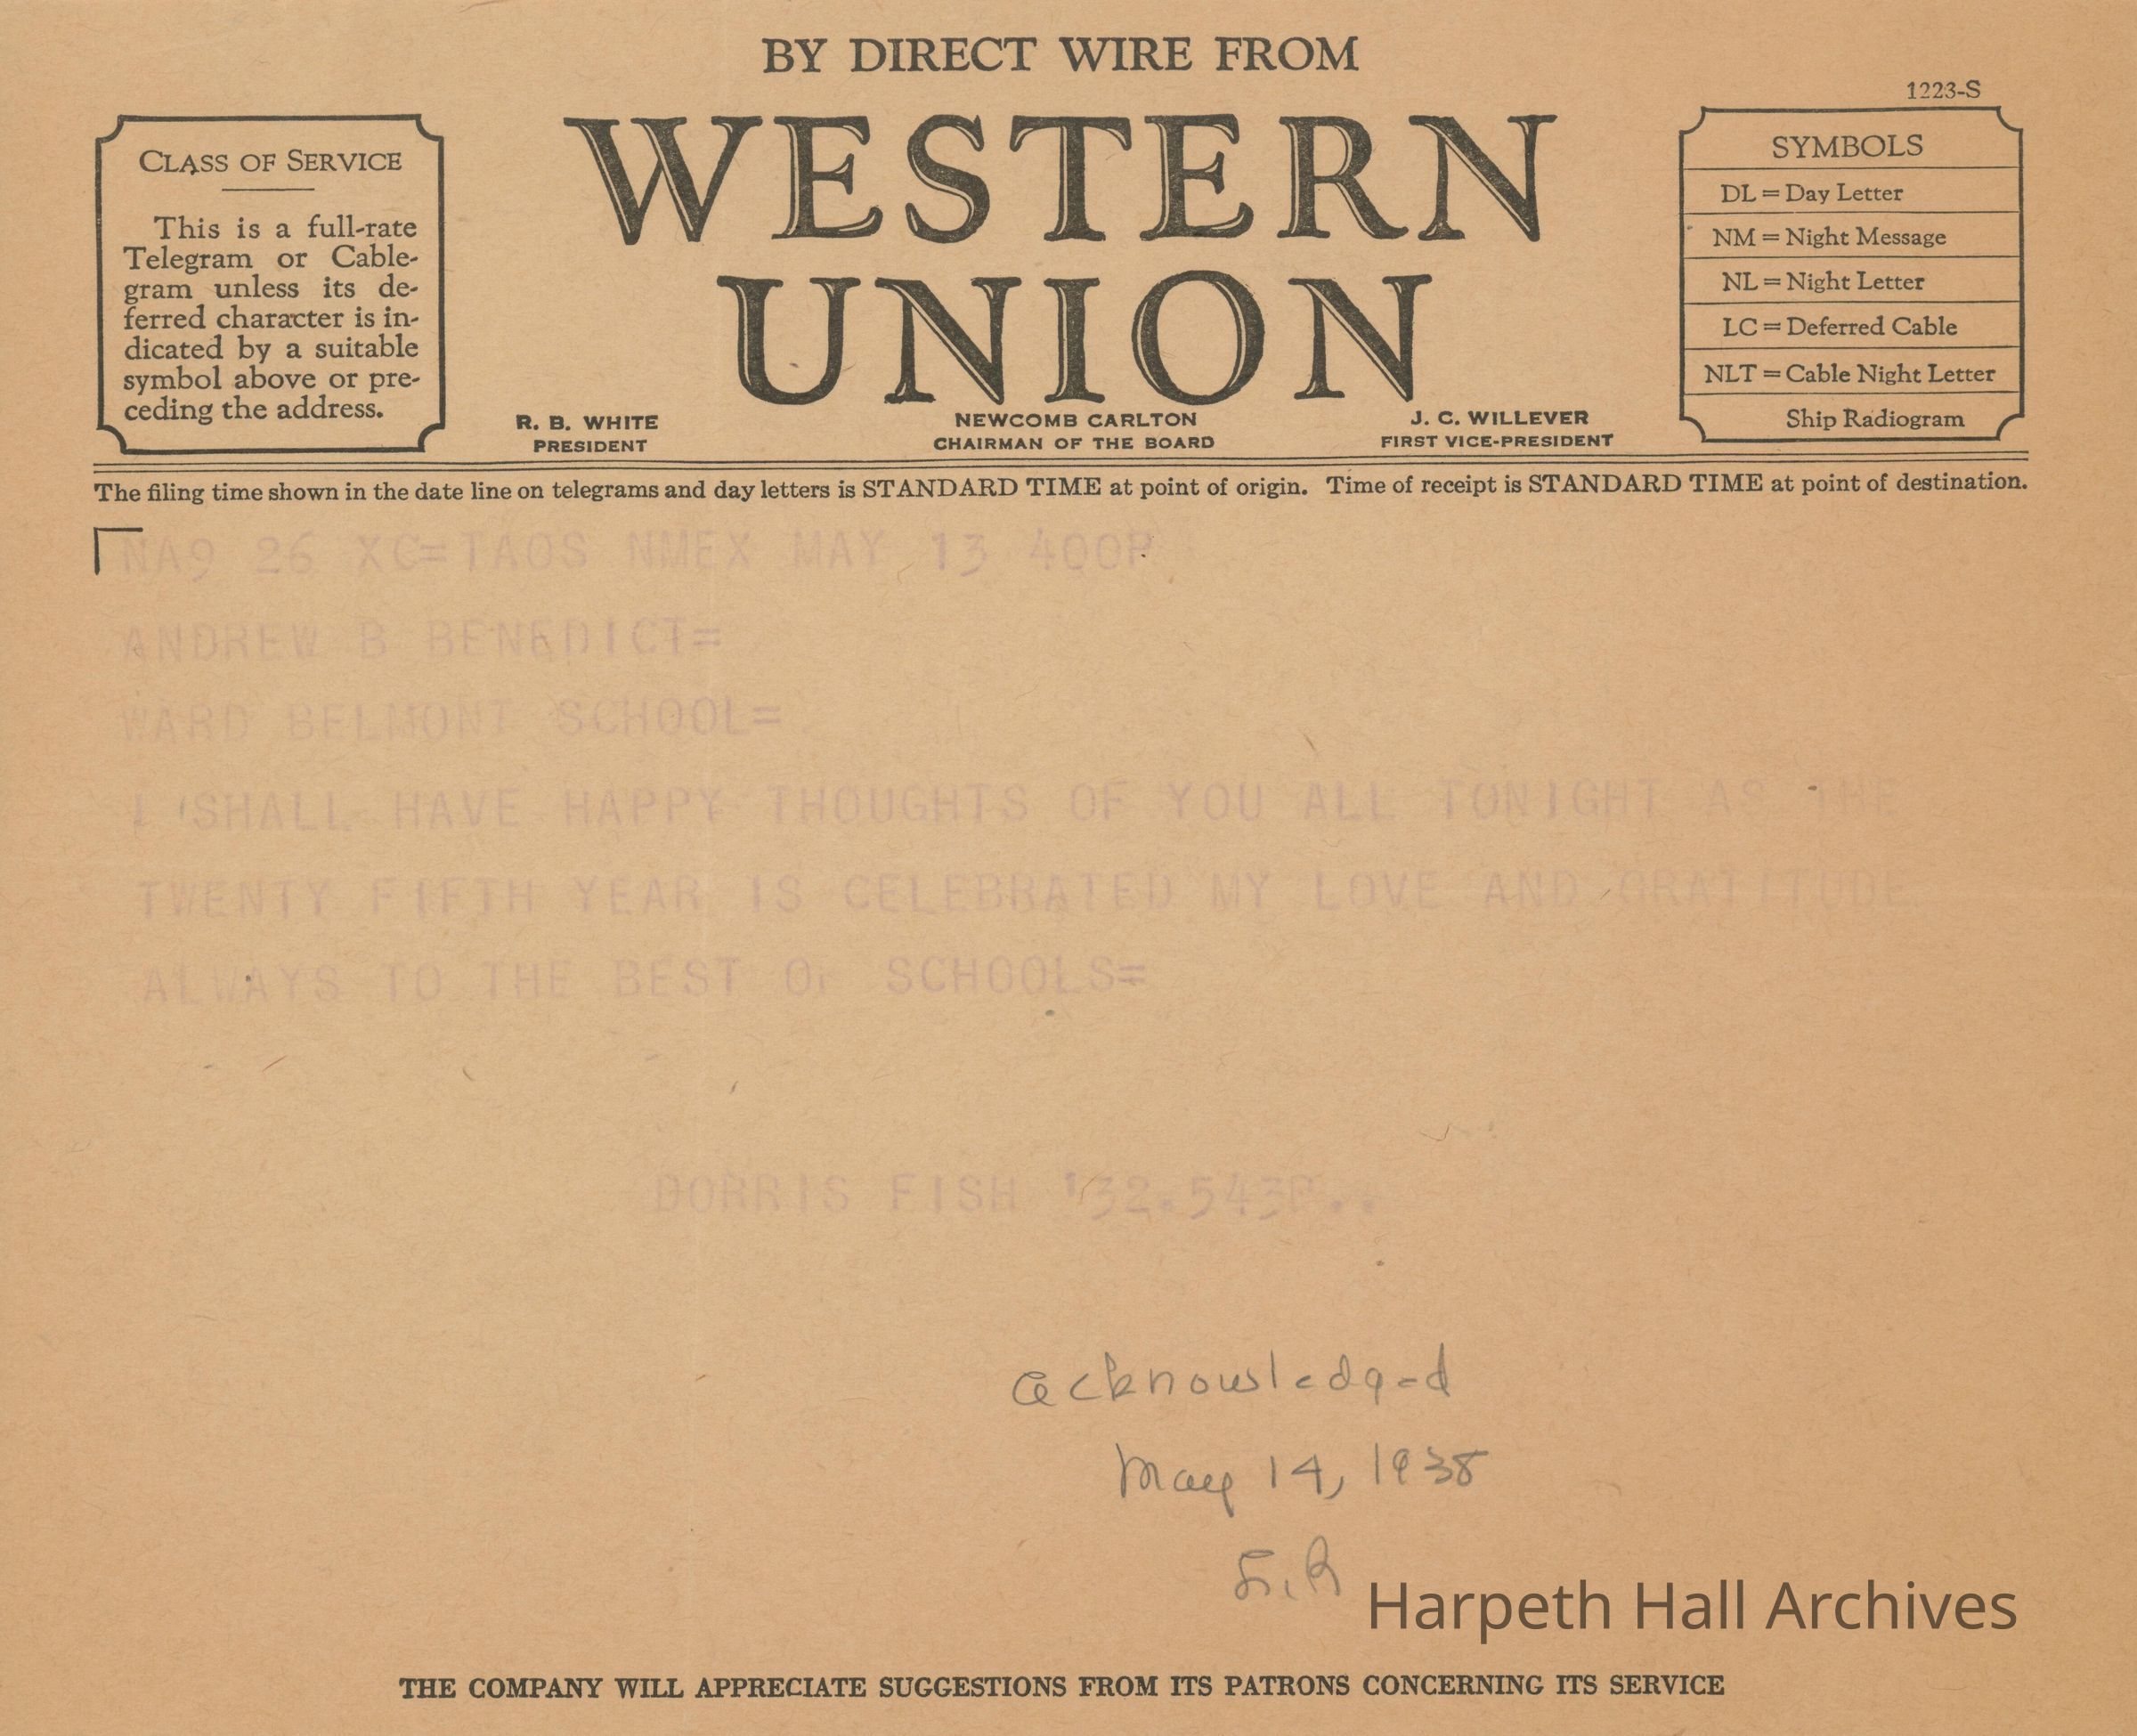 BY DIRECT WIRE FROM
1223-S
CLASS OF SERVICE
This is a full-rate
Telegram or Cable-
gram unless its de-
ferred character is in-
dicated by a suitable
symbol above or pre-
ceding the address.
WESTERN
UNION
R. B. WHITE
PRESIDENT
NEWCOMB CARLTON
CHAIRMAN OF THE BOARD
J. C. WILLEVER
FIRST VICE-PRESIDENT
SYMBOLS
DL = Day Letter
NM = Night Message
NL = Night Letter
LC = Deferred Cable
NLT = Cable Night Letter
Ship Radiogram
The filing time shown in the date line on telegrams and day letters is STANDARD TIME at point of origin. Time of receipt is STANDARD TIME at point of destination.
NA9 26 XC=TAOS NMEX MAY 13 400P
ANDREW B BENEDICT=
WARD BELMONT SCHOOL=
I SHALL HAVE HAPPY THOUGHTS OF YOU ALL TONIGHT AS THE
TWENTY FIFTH YEAR IS CELEBRATED MY LOVE AND GRATITUDE
ALWAYS TO THE BEST OF SCHOOLS=
DORRIS FISH '32.543P..
acknowledged
May 14, 1938
Harpeth Hall Archives
THE COMPANY WILL APPRECIATE SUGGESTIONS FROM ITS PATRONS CONCERNING ITS SERVICE